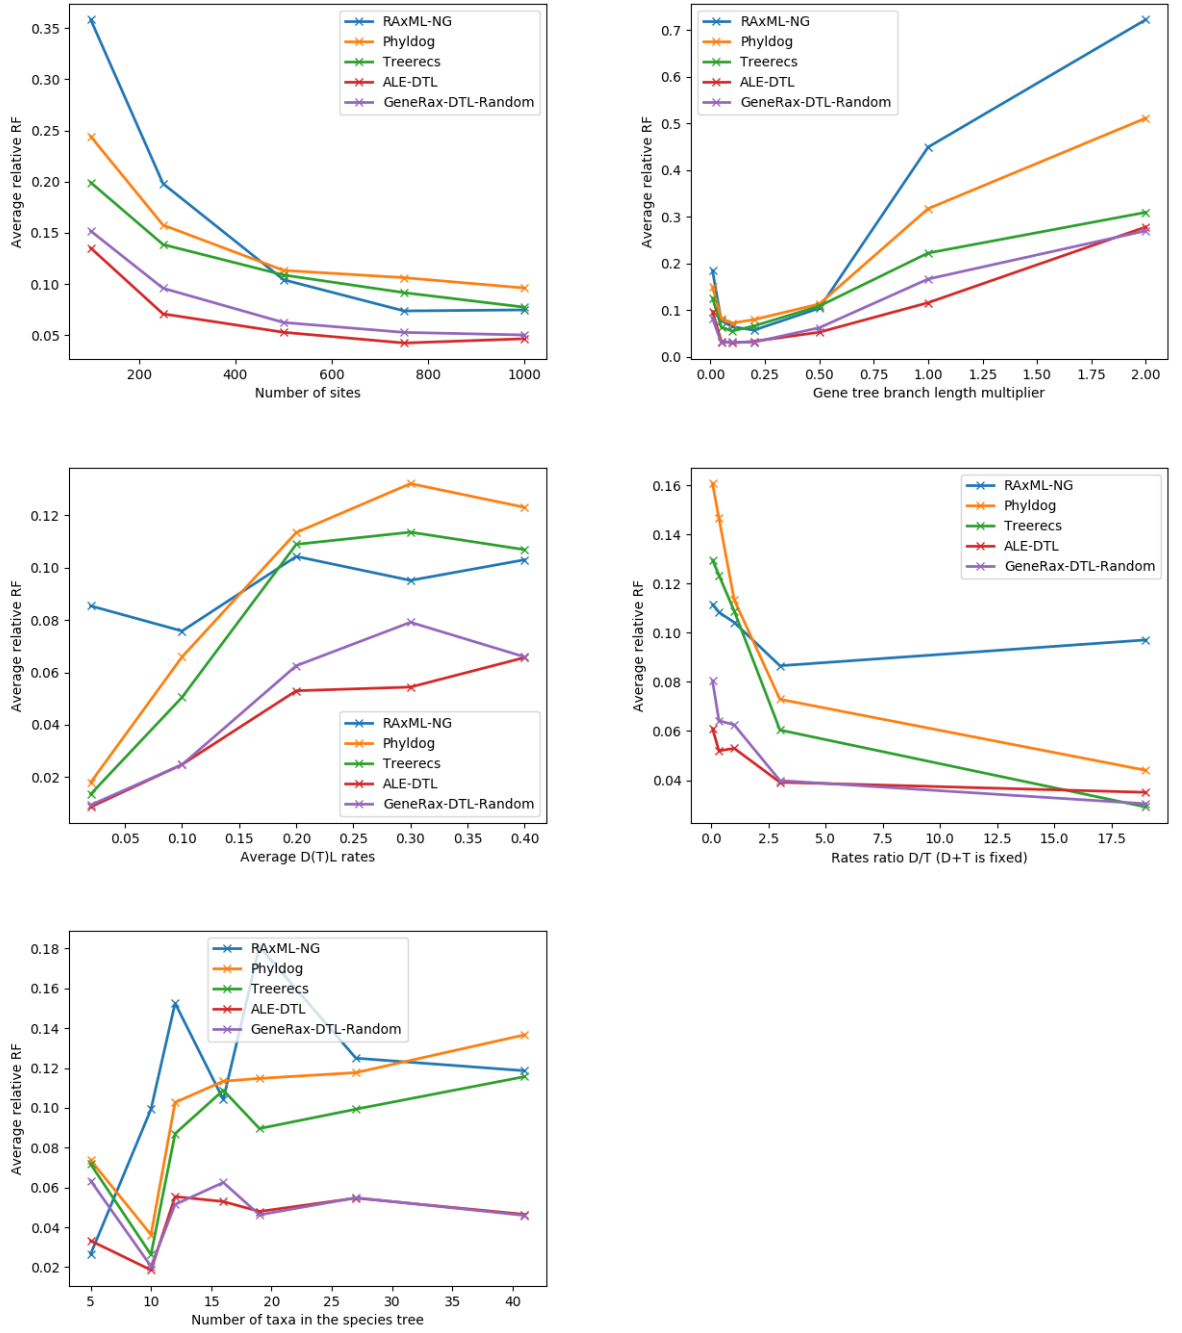 0.35
0.30
0.25
0.20
0.15
0.10
0.05
Average relative RF
RAxML-NG
Phyldog
Treerecs
ALE-DTL
GeneRax-DTL-Random
200 400 600 800 1000
Number of sites
0.7
0.6
0.5
0.4
0.3
0.2
0.1
0.0
Average relative RF
RAxML-NG
Phyldog
Treerecs
ALE-DTL
GeneRax-DTL-Random
0.00 0.25 0.50 0.75 1.00 1.25 1.50 1.75 2.00
Gene tree branch length multiplier
0.12
0.10
0.08
0.06
0.04
0.02
Average relative RF
RAxML-NG
Phyldog
Treerecs
ALE-DTL
GeneRax-DTL-Random
0.05 0.10 0.15 0.20 0.25 0.30 0.35 0.40
Average D(T)L rates
0.16
0.14
0.12
0.10
0.08
0.06
0.04
Average relative RF
RAxML-NG
Phyldog
Treerecs
ALE-DTL
GeneRax-DTL-Random
0.0 2.5 5.0 7.5 10.0 12.5 15.0 17.5
Rates ratio D/T (D+T is fixed)
0.18
0.16
0.14
0.12
0.10
0.08
0.06
0.04
0.02
Average relative RF
RAxML-NG
Phyldog
Treerecs
ALE-DTL
GeneRax-DTL-Random
5 10 15 20 25 30 35 40
Number of taxa in the species tree